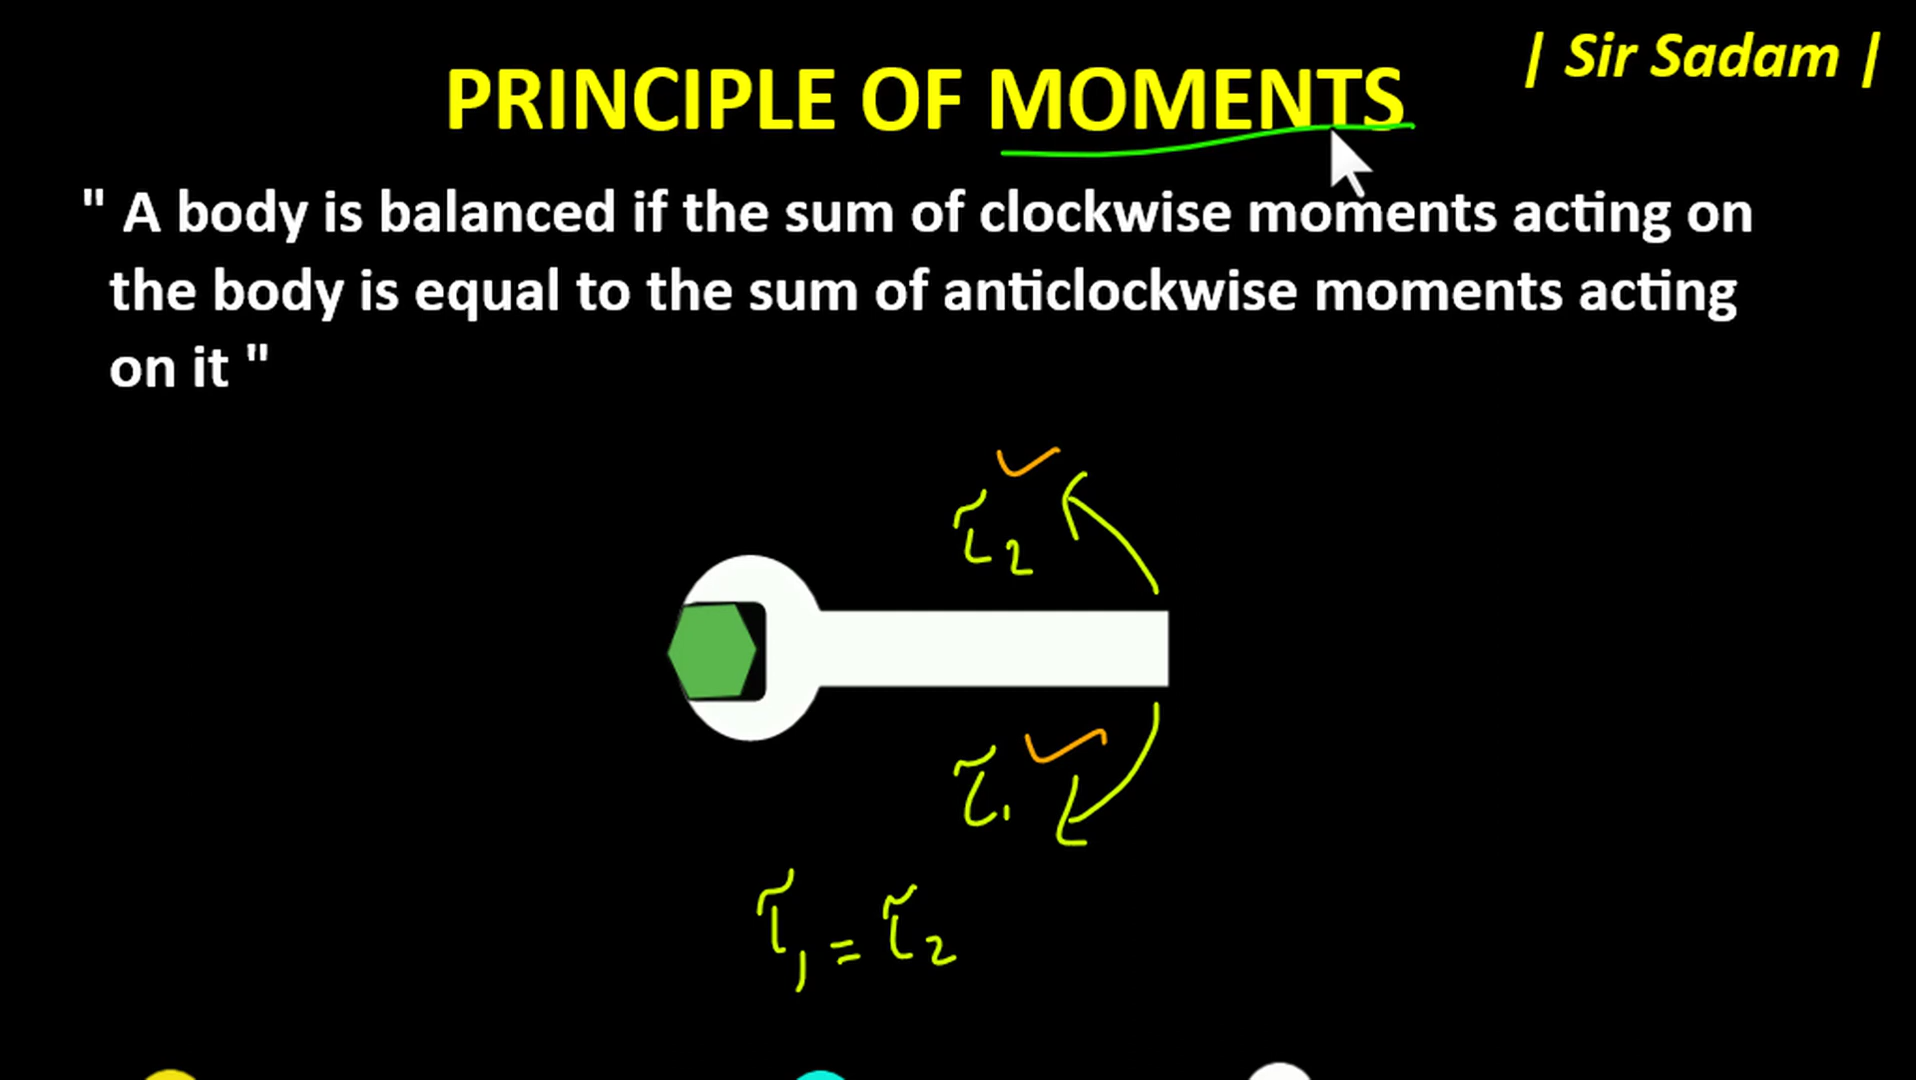 | Sir Sadam |
PRINCIPLE OF MOMENTS
" A body is balanced if the sum of clockwise moments acting on
the body is equal to the sum of anticlockwise moments acting
on it "
τ2
τ1
τ1 = τ2